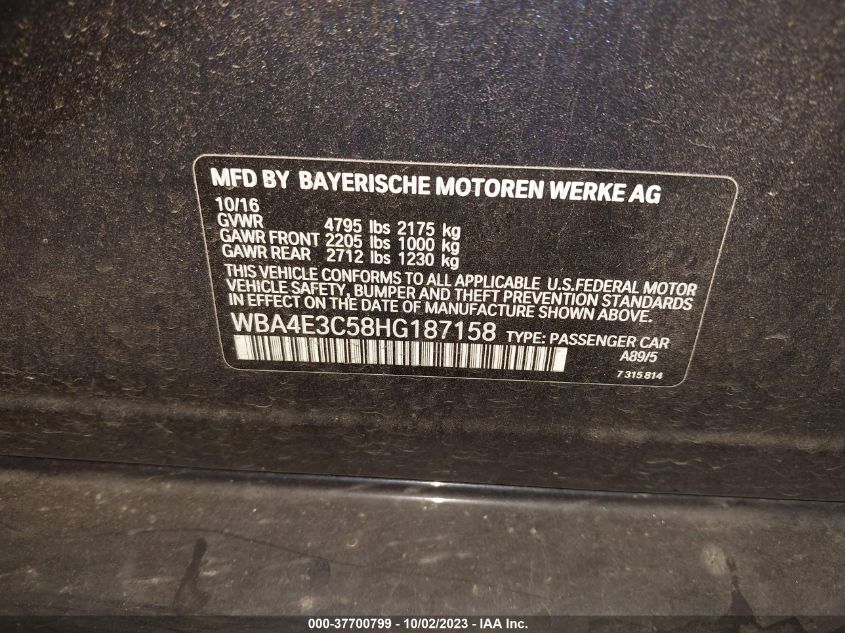 MFD BY BAYERISCHE MOTOREN WERKE AG
10/16
GVWR 4795 lbs 2175 kg
GAWR FRONT 2205 lbs 1000 kg
GAWR REAR 2712 lbs 1230 kg
THIS VEHICLE CONFORMS TO ALL APPLICABLE U.S.FEDERAL MOTOR
VEHICLE SAFETY, BUMPER AND THEFT PREVENTION STANDARDS
IN EFFECT ON THE DATE OF MANUFACTURE SHOWN ABOVE.
WBA4E3C58HG187158 TYPE: PASSENGER CAR
A89/5
7 315 814
000-37700799 - 10/02/2023 - IAA Inc.